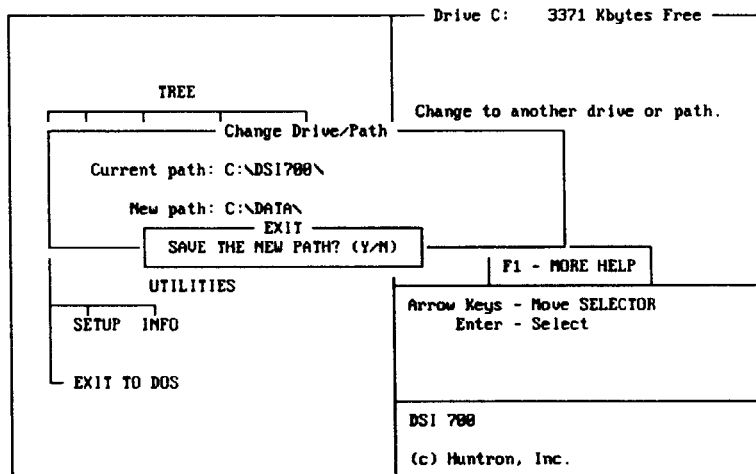 Drive C: 3371 Kbytes Free
TREE
Change to another drive or path.
Change Drive/Path
Current path: C:\DSI700\
New path: C:\DATA\
EXIT
SAVE THE NEW PATH? (Y/N)
F1 - MORE HELP
UTILITIES
Arrow Keys - Move SELECTOR
Enter - Select
SETUP INFO
EXIT TO DOS
DSI 700
(c) Huntron, Inc.